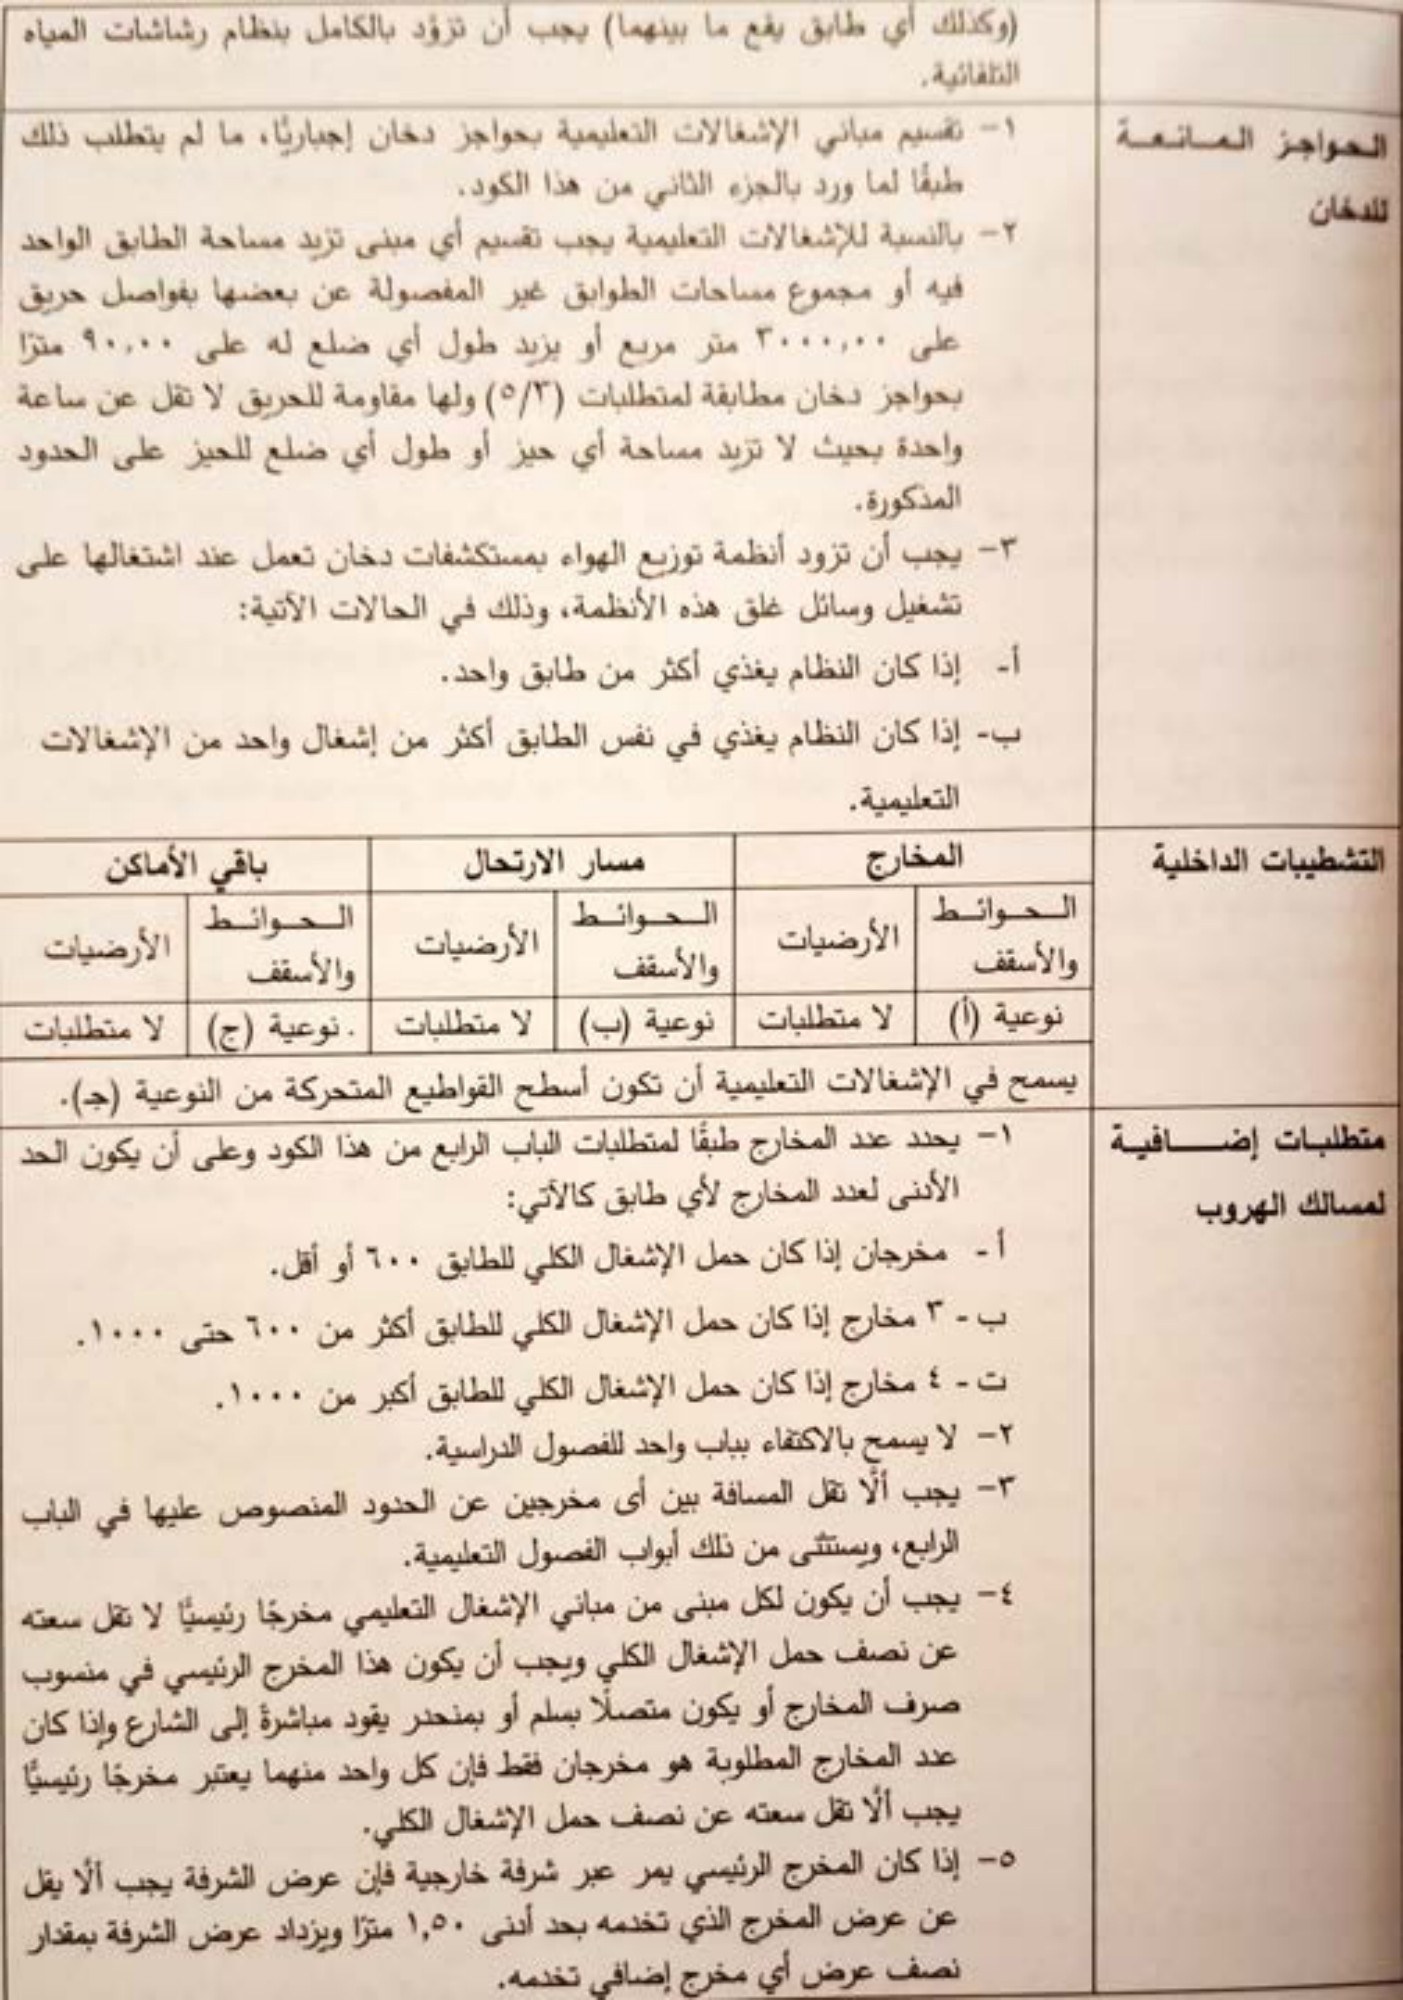 (وكذلك أي طابق يقع ما بينهما) يجب أن تزوَّد بالكامل بنظام رشاشات المياه
التلقائية.
الحواجز المانعة
للدخان
١- تقسيم مباني الإشغالات التعليمية بحواجز دخان إجباريًا، ما لم يتطلب ذلك
طبقًا لما ورد بالجزء الثاني من هذا الكود.
٢- بالنسبة للإشغالات التعليمية يجب تقسيم أي مبنى تزيد مساحة الطابق الواحد
فيه أو مجموع مساحات الطوابق غير المفصولة عن بعضها بفواصل حريق
على ٣٠٠٠,٠٠ متر مربع أو يزيد طول أي ضلع له على ٩٠,٠٠ مترًا
بحواجز دخان مطابقة لمتطلبات (٥/٣) ولها مقاومة للحريق لا تقل عن ساعة
واحدة بحيث لا تزيد مساحة أي حيز أو طول أي ضلع للحيز على الحدود
المذكورة.
٣- يجب أن تزود أنظمة توزيع الهواء بمستكشفات دخان تعمل عند اشتغالها على
تشغيل وسائل غلق هذه الأنظمة، وذلك في الحالات الآتية:
أ- إذا كان النظام يغذي أكثر من طابق واحد.
ب- إذا كان النظام يغذي في نفس الطابق أكثر من إشغال واحد من الإشغالات
التعليمية.
التشطيبات الداخلية
المخارج مسار الارتحال باقي الأماكن
الحوائط والأسقف الأرضيات الحوائط والأسقف الأرضيات الحوائط والأسقف الأرضيات
نوعية (أ) لا متطلبات نوعية (ب) لا متطلبات نوعية (ج) لا متطلبات
يسمح في الإشغالات التعليمية أن تكون أسطح القواطيع المتحركة من النوعية (جـ).
متطلبات إضافية
لمسالك الهروب
١- يحدد عدد المخارج طبقًا لمتطلبات الباب الرابع من هذا الكود وعلى أن يكون الحد
الأدنى لعدد المخارج لأي طابق كالآتي:
أ - مخرجان إذا كان حمل الإشغال الكلي للطابق ٦٠٠ أو أقل.
ب - ٣ مخارج إذا كان حمل الإشغال الكلي للطابق أكثر من ٦٠٠ حتى ١٠٠٠.
ت - ٤ مخارج إذا كان حمل الإشغال الكلي للطابق أكبر من ١٠٠٠.
٢- لا يسمح بالاكتفاء بباب واحد للفصول الدراسية.
٣- يجب ألَّا تقل المسافة بين أى مخرجين عن الحدود المنصوص عليها في الباب
الرابع، ويستثنى من ذلك أبواب الفصول التعليمية.
٤- يجب أن يكون لكل مبنى من مباني الإشغال التعليمي مخرجًا رئيسيًّا لا تقل سعته
عن نصف حمل الإشغال الكلي ويجب أن يكون هذا المخرج الرئيسي في منسوب
صرف المخارج أو يكون متصلًا بسلم أو بمنحدر يقود مباشرةً إلى الشارع وإذا كان
عدد المخارج المطلوبة هو مخرجان فقط فإن كل واحد منهما يعتبر مخرجًا رئيسيًّا
يجب ألَّا تقل سعته عن نصف حمل الإشغال الكلي.
٥- إذا كان المخرج الرئيسي يمر عبر شرفة خارجية فإن عرض الشرفة يجب ألَّا يقل
عن عرض المخرج الذي تخدمه بحد أدنى ١,٥٠ مترًا ويزداد عرض الشرفة بمقدار
نصف عرض أي مخرج إضافي تخدمه.